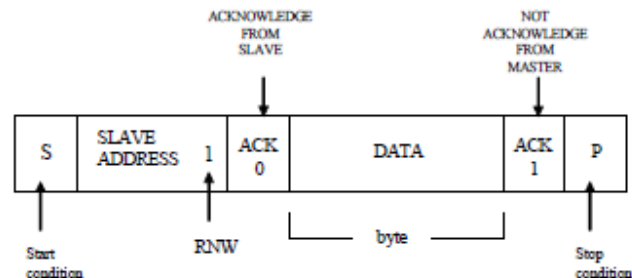 ACKNOWLEDGE
FROM
SLAVE
NOT
ACKNOWLEDGE
FROM
MASTER
S
SLAVE
ADDRESS 1
ACK
0
DATA
ACK
1
P
Start
condition
RNW
byte
Stop
condition